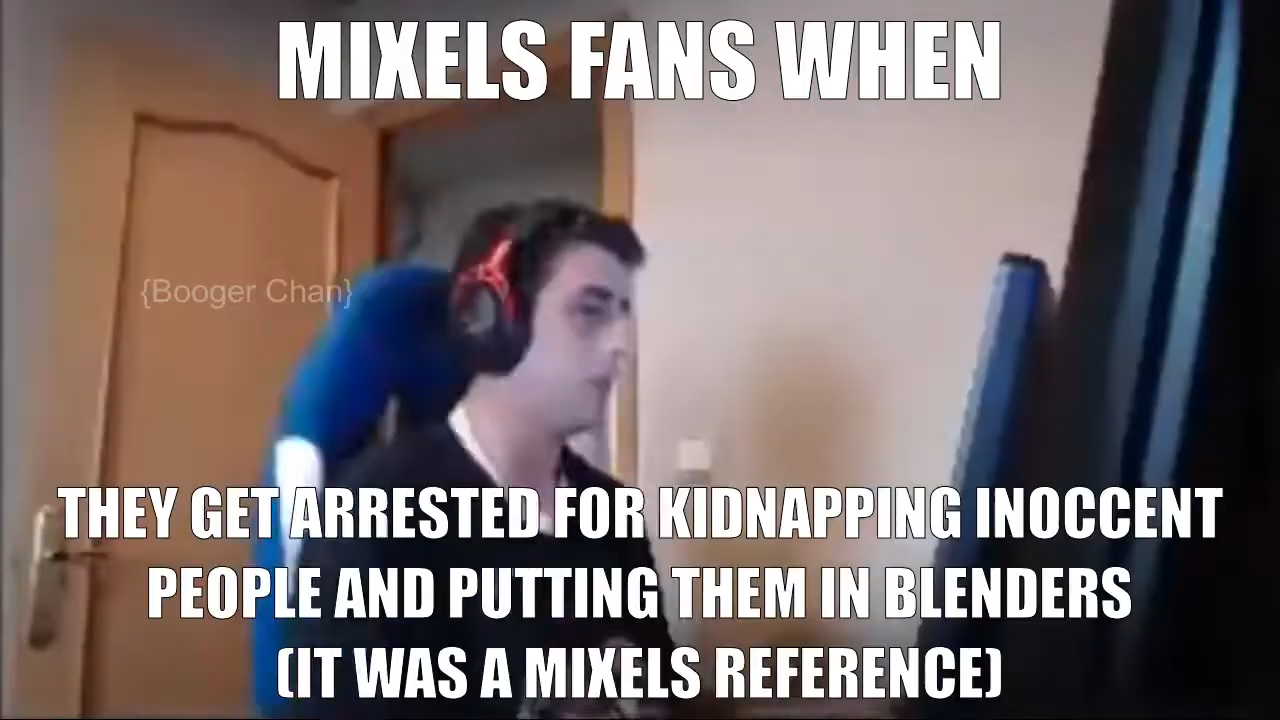 MIXELS FANS WHEN
{Booger Chan}
THEY GET ARRESTED FOR KIDNAPPING INOCCENT
PEOPLE AND PUTTING THEM IN BLENDERS
(IT WAS A MIXELS REFERENCE)